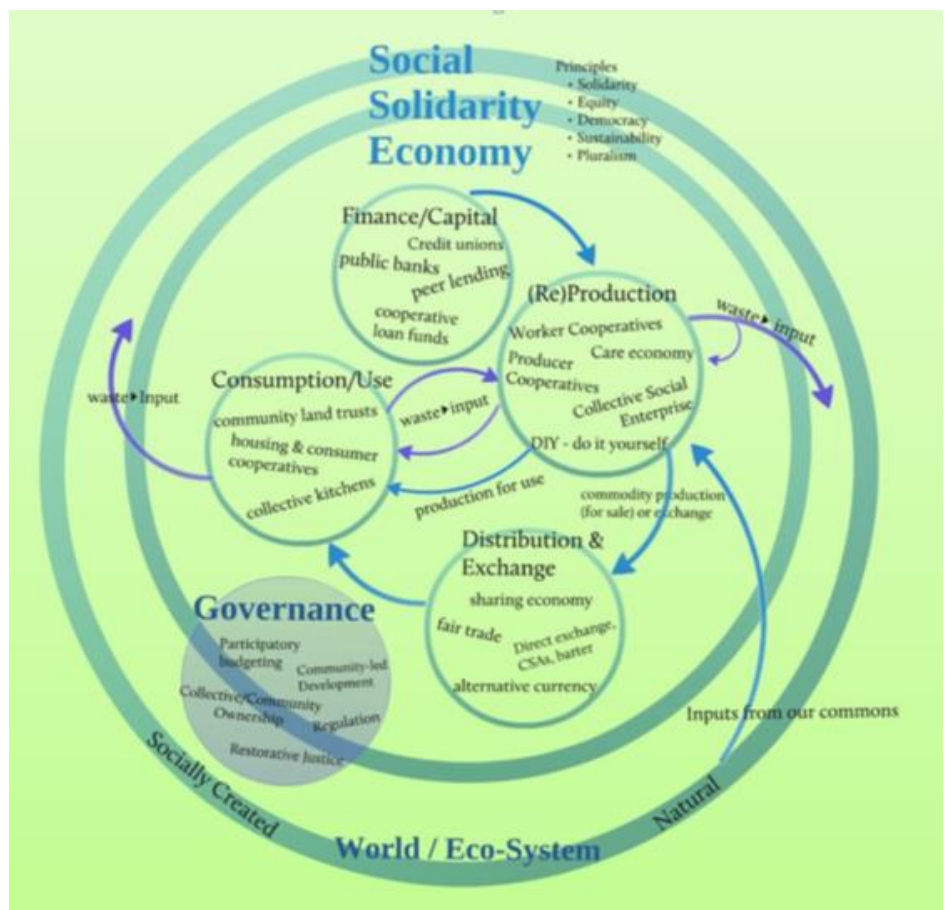 Social
Solidarity
Economy
Principles
• Solidarity
• Equity
• Democracy
• Sustainability
• Pluralism
Finance/Capital
Credit unions
public banks
peer lending
cooperative
loan funds
(Re)Production
Worker Cooperatives
Care economy
Producer
Cooperatives
Collective Social
Enterprise
DIY - do it yourself
waste▸input
Consumption/Use
community land trusts
housing & consumer
cooperatives
collective kitchens
waste▸Input
waste▸input
production for use
commodity production
(for sale) or exchange
Distribution &
Exchange
sharing economy
fair trade
Direct exchange,
CSAs, barter
alternative currency
Governance
Participatory
budgeting
Community-led
Development
Collective/Community
Ownership
Regulation
Restorative Justice
Inputs from our commons
Socially Created
Natural
World / Eco-System